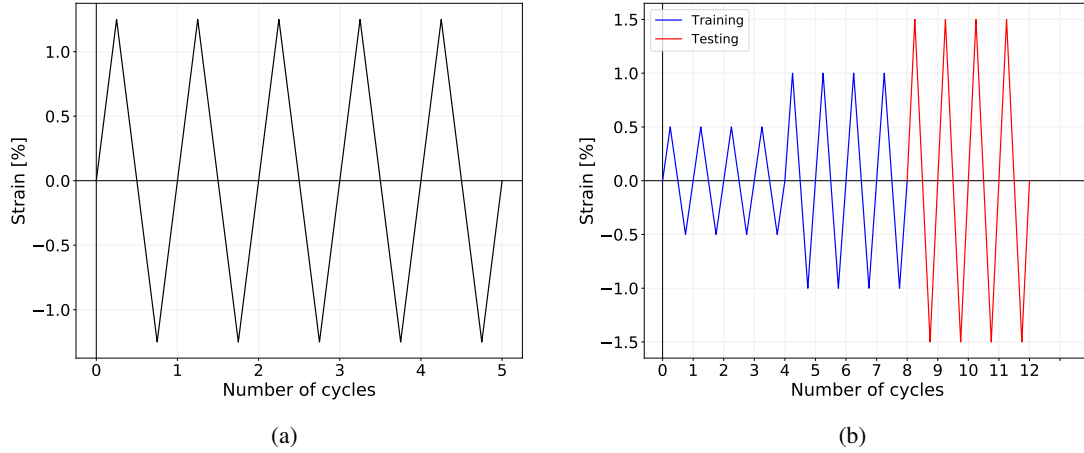 1.0
0.5
0.0
−0.5
−1.0
Strain [%]
0 1 2 3 4 5
Number of cycles
(a)
Training
Testing
1.5
1.0
0.5
0.0
−0.5
−1.0
−1.5
Strain [%]
0 1 2 3 4 5 6 7 8 9 10 11 12
Number of cycles
(b)